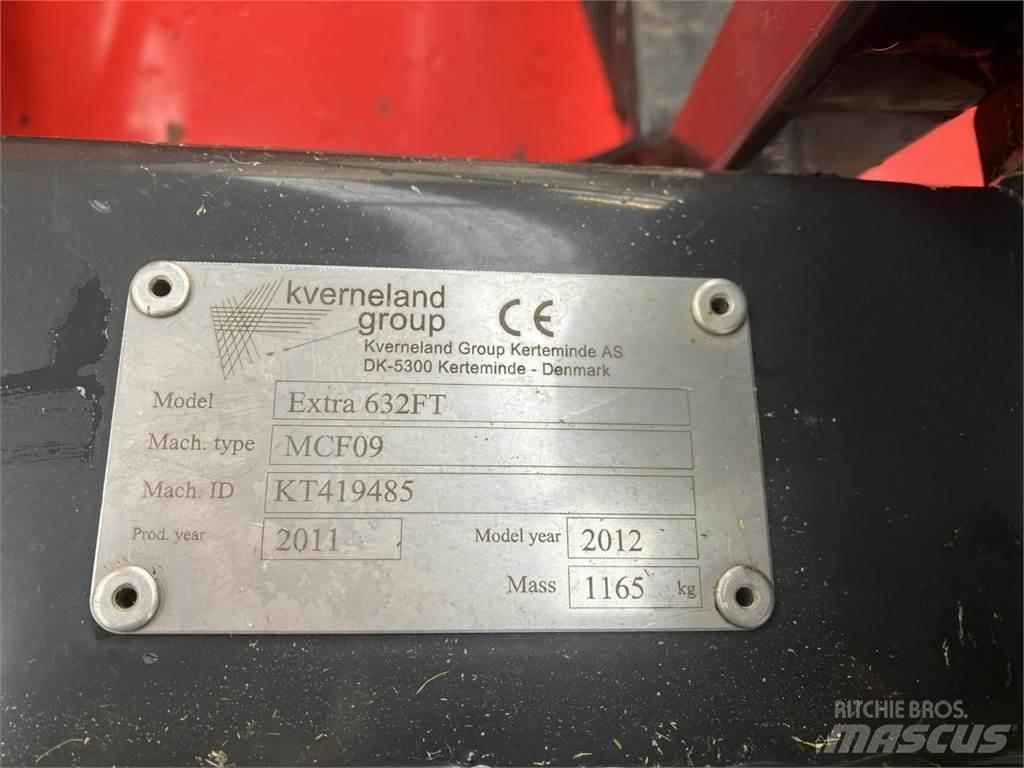 kverneland
group
CE
Kverneland Group Kerteminde AS
DK-5300 Kerteminde - Denmark
Model Extra 632FT
Mach. type MCF09
Mach. ID KT419485
Prod. year 2011 Model year 2012
Mass 1165 kg
RITCHIE BROS.
MASCUS